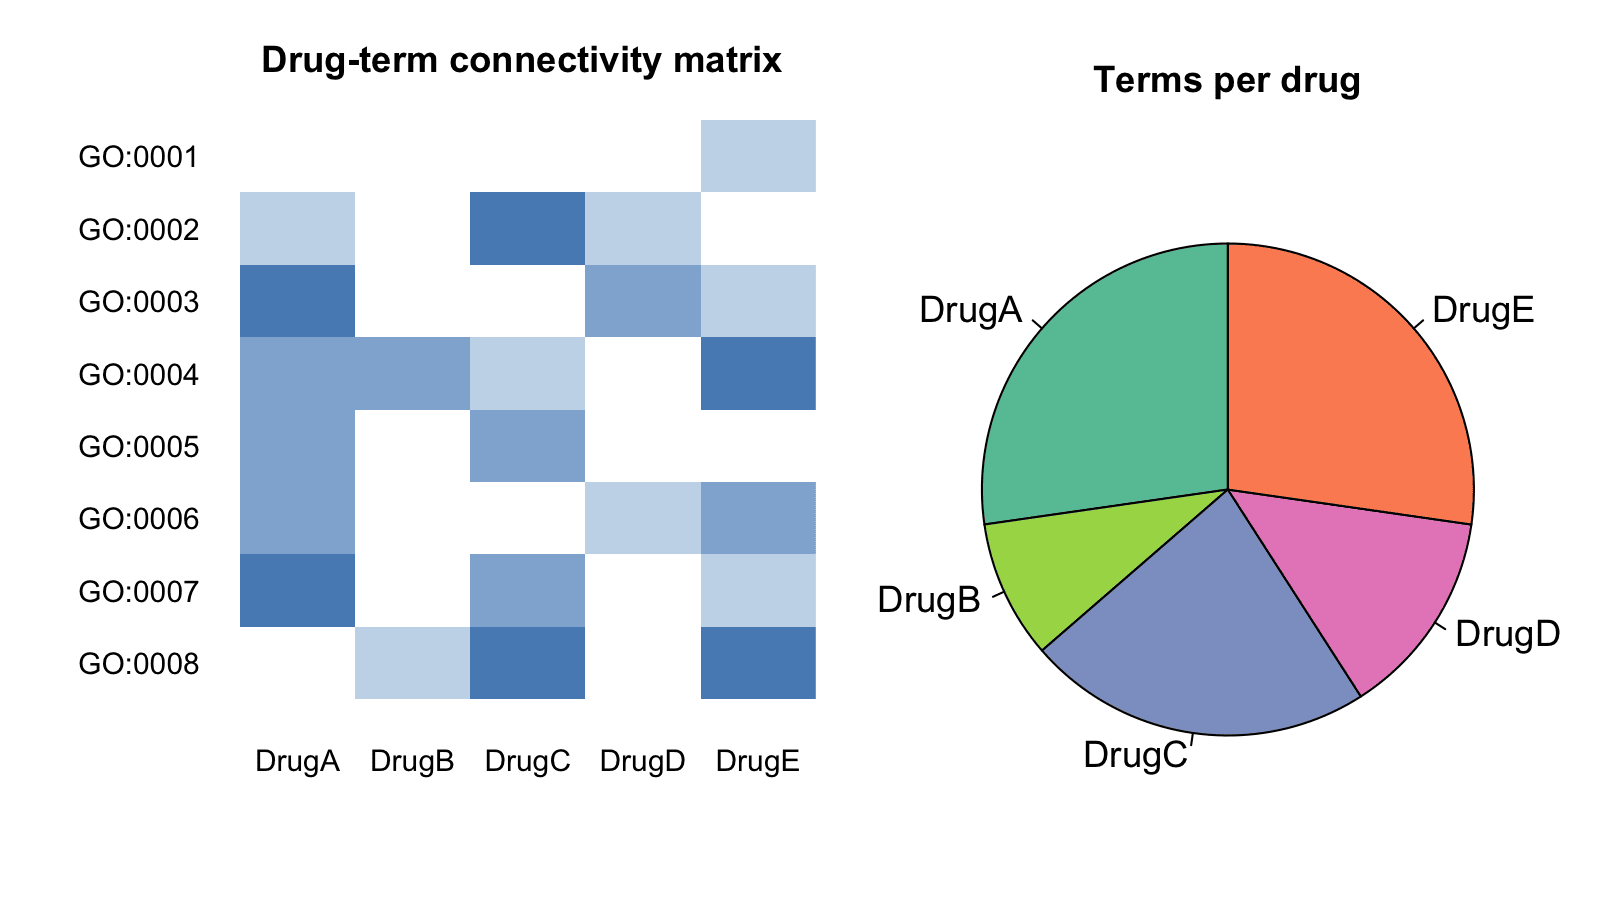 Drug-term connectivity matrix
GO:0001
GO:0002
GO:0003
GO:0004
GO:0005
GO:0006
GO:0007
GO:0008
DrugA DrugB DrugC DrugD DrugE
Terms per drug
DrugA
DrugE
DrugB
DrugD
DrugC